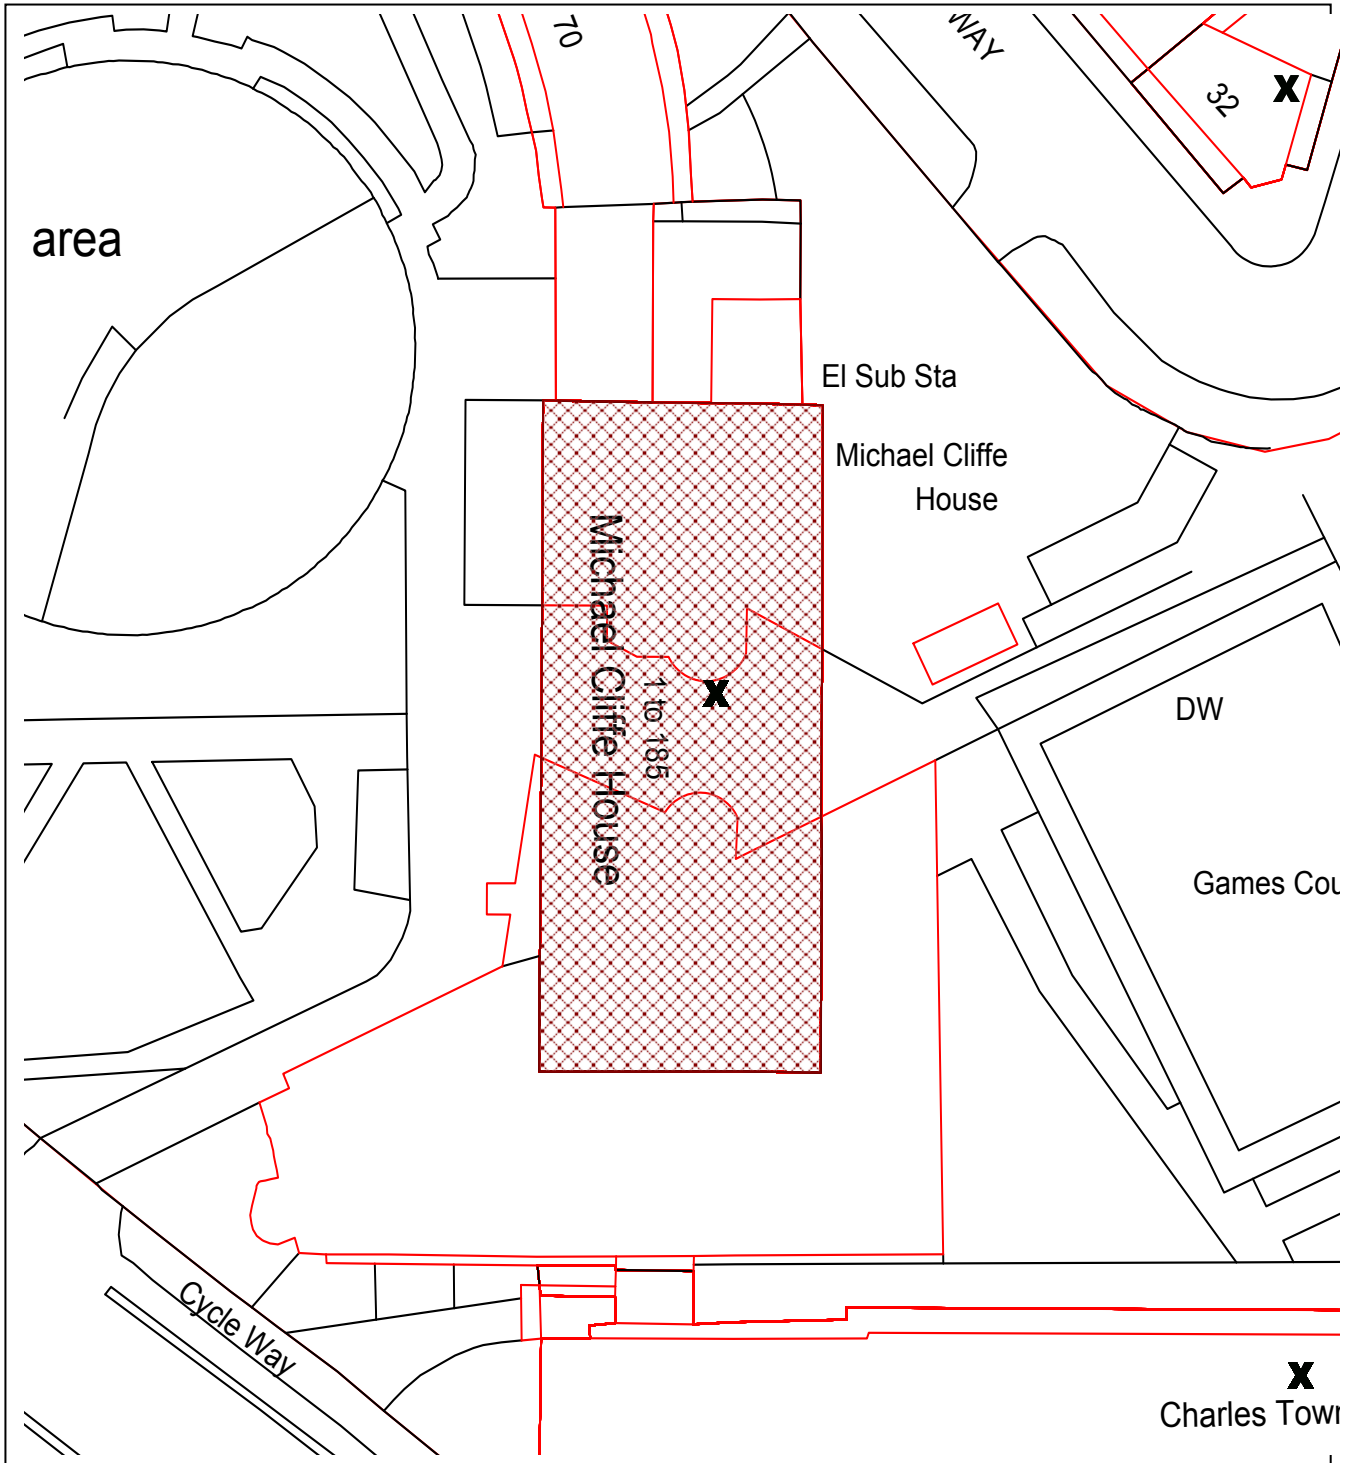 70
WAY
32
area
El Sub Sta
Michael Cliffe
House
Michael Cliffe House
1 to 185
DW
Games Cou
Cycle Way
Charles Town